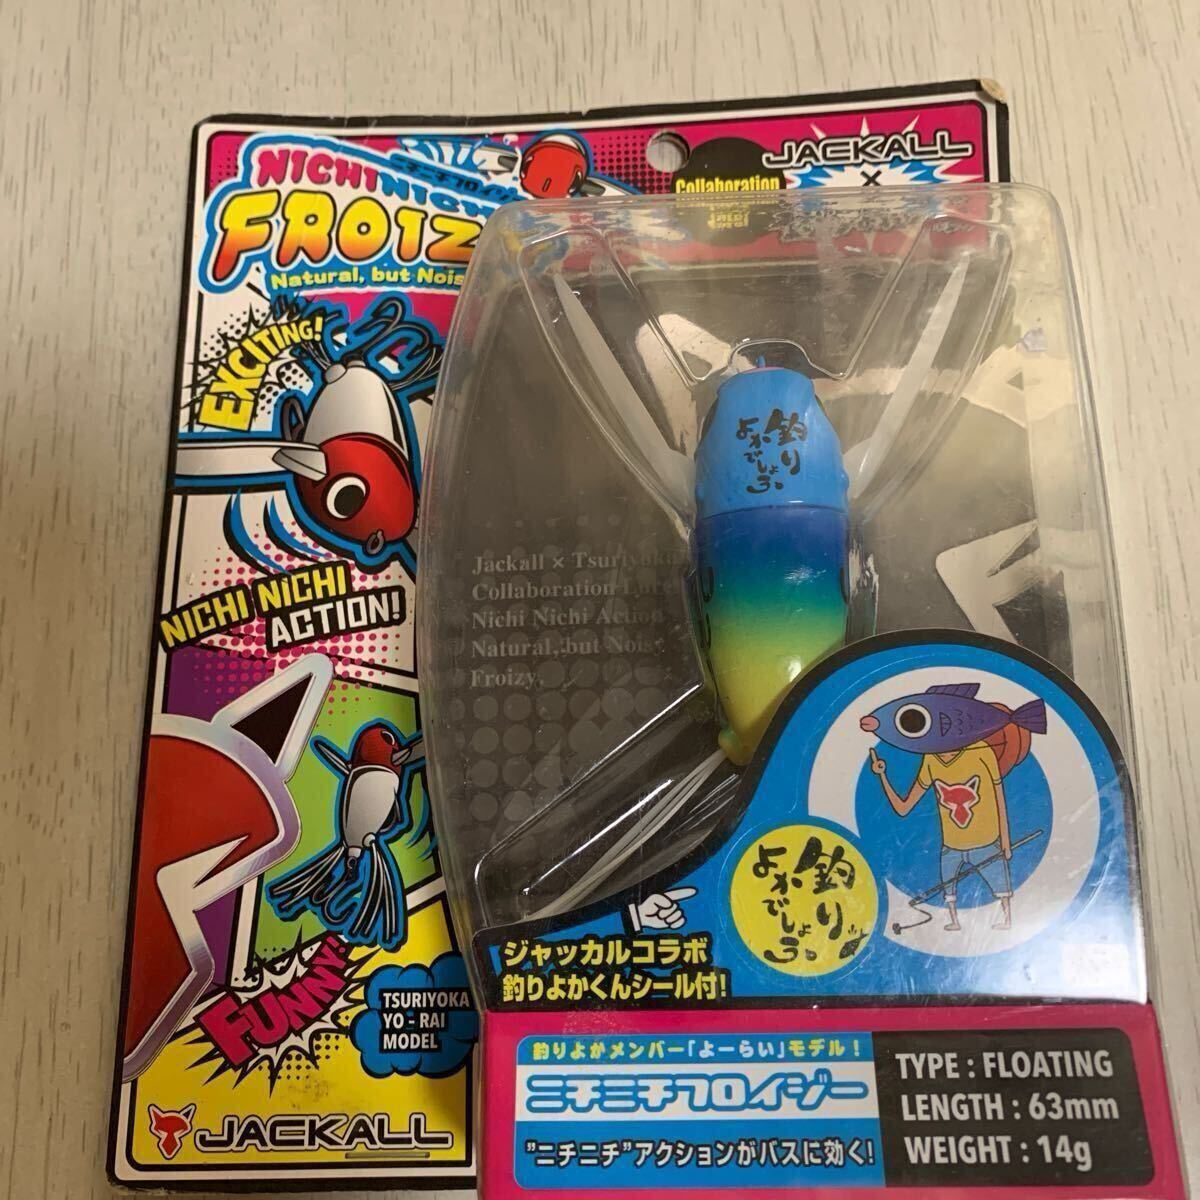 NICHI NICHI
ニチニチフロイジー
FROIZ
Natural, but Nois
Collaboration
JACKALL
×
EXCITING!
NICHI NICHI
ACTION!
釣り
よかでしょう。
Jackall × Tsuriyoka
Collaboration Lure
Nichi Nichi Action
Natural, but Nois
Froizy.
釣り
よかでしょう。
ジャッカルコラボ
釣りよかくんシール付!
FUNNY!
TSURIYOKA
YO-RAI
MODEL
JACKALL
釣りよかメンバー「よーらい」モデル!
ニチニチフロイジー
"ニチニチ"アクションがバスに効く!
TYPE : FLOATING
LENGTH : 63mm
WEIGHT : 14g